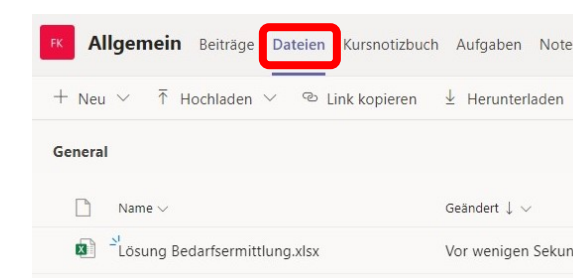 FK Allgemein Beiträge Dateien Kursnotizbuch Aufgaben Note
+ Neu Hochladen Link kopieren Herunterladen
General
Name Geändert ↓
Lösung Bedarfsermittlung.xlsx Vor wenigen Sekun